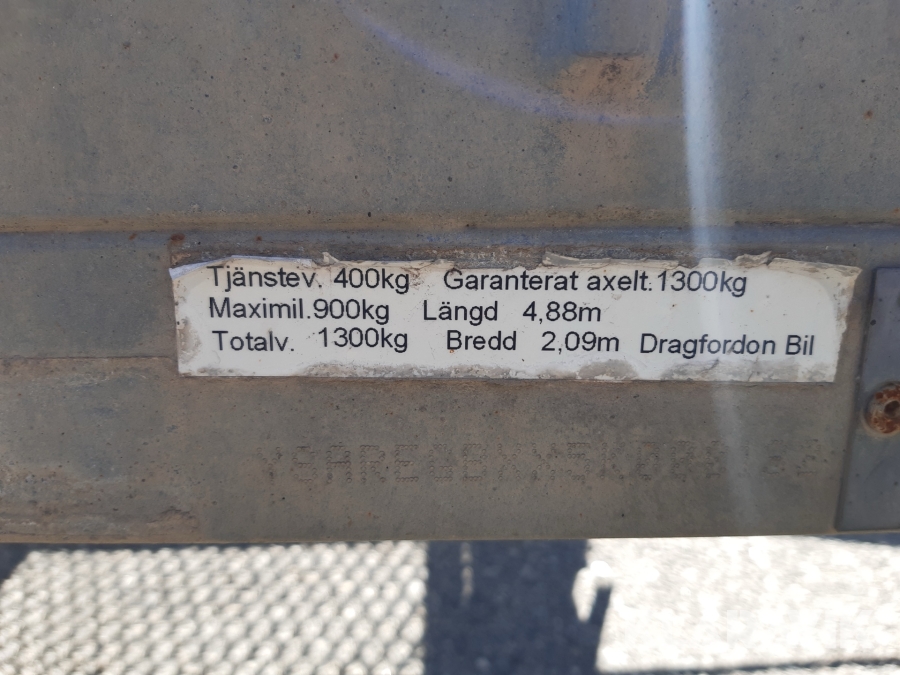 Tjänstev. 400kg Garanterat axelt.1300kg
Maximil.900kg Längd 4,88m
Totalv. 1300kg Bredd 2,09m Dragfordon Bil